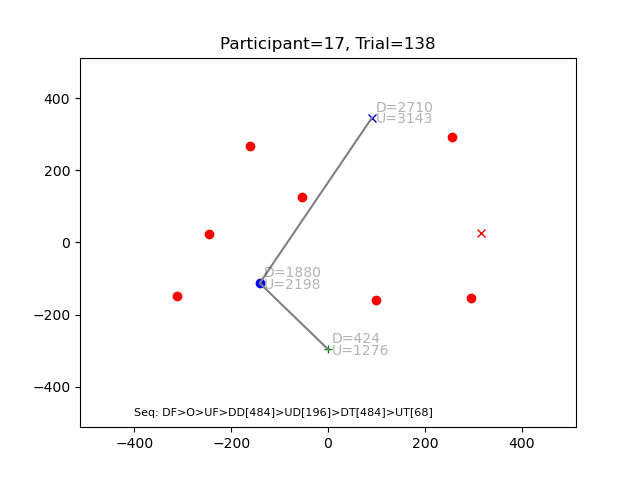 Participant=17, Trial=138
D=2710
U=3143
D=1880
U=2198
D=424
U=1276
Seq: DF>O>UF>DD[484]>UD[196]>DT[484]>UT[68]
400
200
0
−200
−400
−400
−200
0
200
400